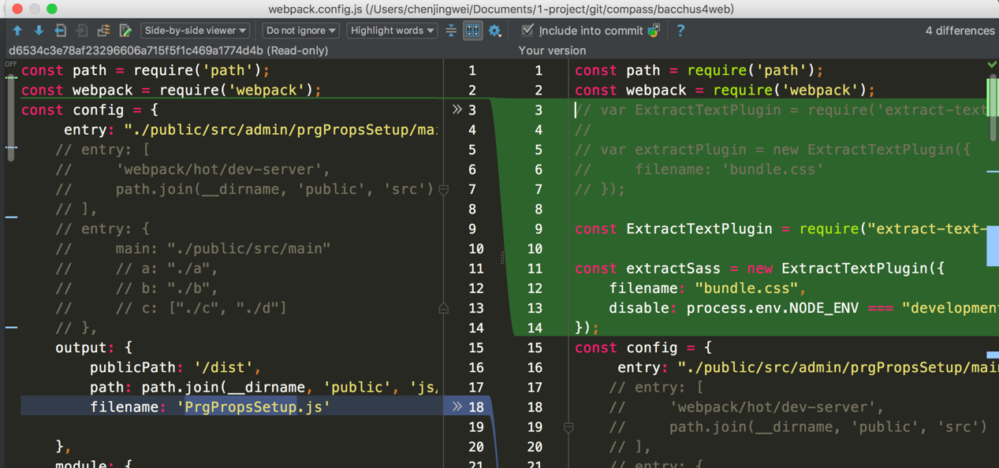 webpack.config.js (/Users/chenjingwei/Documents/1-project/git/compass/bacchus4web)
Side-by-side viewer Do not ignore Highlight words Include into commit ? 4 differences
d6534c3e78af23296606a715f5f1c469a1774d4b (Read-only) Your version
OFF
const path = require('path'); 1
const webpack = require('webpack'); 2
const config = { 3
entry: "./public/src/admin/prgPropsSetup/ma 4
// entry: [ 5
// 'webpack/hot/dev-server', 6
// path.join(__dirname, 'public', 'src') 7
// ], 8
// entry: { 9
// main: "./public/src/main" 10
// // a: "./a", 11
// // b: "./b", 12
// // c: ["./c", "./d"] 13
// }, 14
output: { 15
publicPath: '/dist', 16
path: path.join(__dirname, 'public', 'js/ 17
filename: 'PrgPropsSetup.js' 18
19
}, 20
module: { 21
1 const path = require('path');
2 const webpack = require('webpack');
3 // var ExtractTextPlugin = require('extract-text
4 //
5 // var extractPlugin = new ExtractTextPlugin({
6 // filename: 'bundle.css'
7 // });
8
9 const ExtractTextPlugin = require("extract-text-
10
11 const extractSass = new ExtractTextPlugin({
12 filename: "bundle.css",
13 disable: process.env.NODE_ENV === "developmen
14 });
15 const config = {
16 entry: "./public/src/admin/prgPropsSetup/mai
17 // entry: [
18 // 'webpack/hot/dev-server',
19 // path.join(__dirname, 'public', 'src')
20 // ],
21 // entry: {